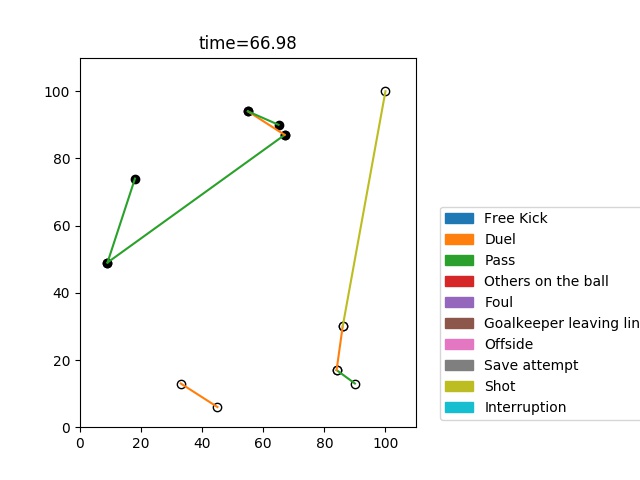 time=66.98
100
80
60
40
20
0
0 20 40 60 80 100
Free Kick
Duel
Pass
Others on the ball
Foul
Goalkeeper leaving lin
Offside
Save attempt
Shot
Interruption